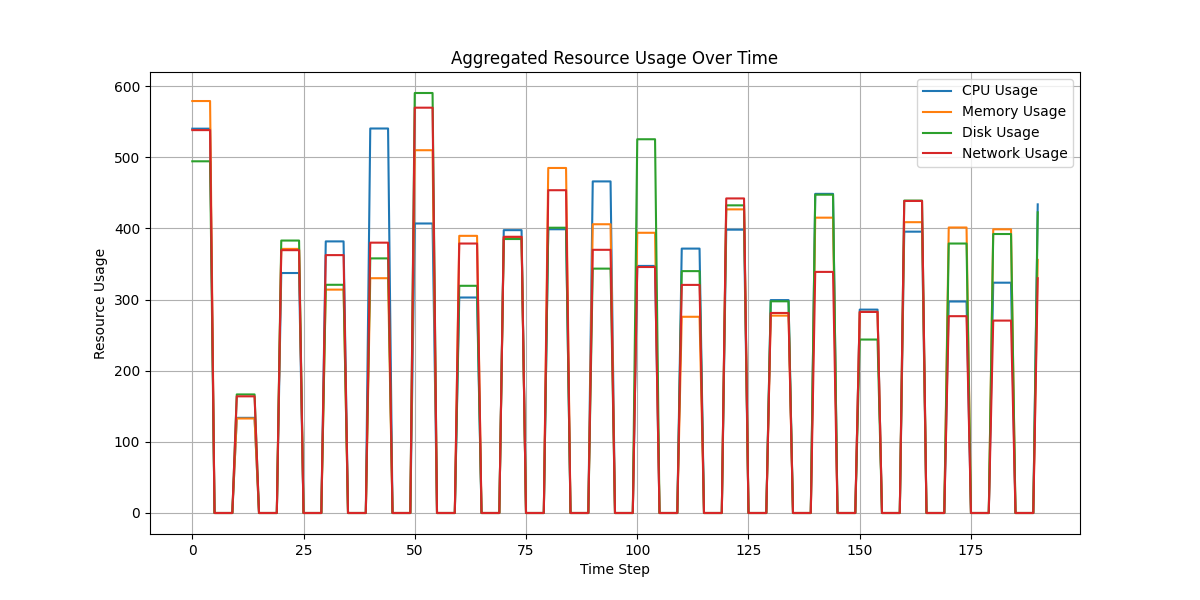 Aggregated Resource Usage Over Time
CPU Usage
Memory Usage
Disk Usage
Network Usage
600
500
400
300
200
100
0
Resource Usage
0 25 50 75 100 125 150 175
Time Step